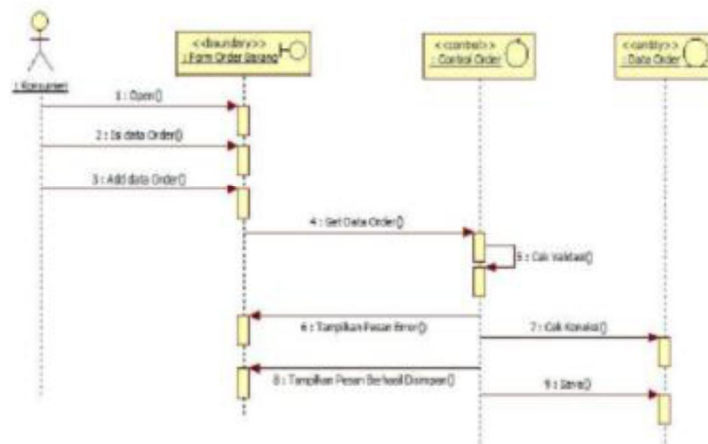 <<boundary>>
: Form Order Barang
<<control>>
: Control Order
<<entity>>
: Data Order
: Konsumen
1 : Open()
2 : Isi data Order()
3 : Add data Order()
4 : Get Data Order()
5 : Cek Validasi()
6 : Tampilkan Pesan Error()
7 : Cek Koneksi()
8 : Tampilkan Pesan Berhasil Disimpan()
9 : Save()